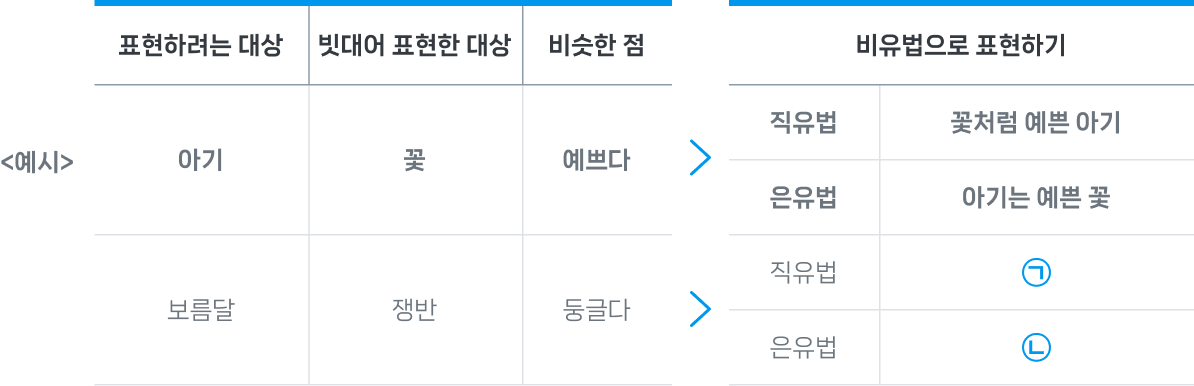 표현하려는 대상 빗대어 표현한 대상 비슷한 점 비유법으로 표현하기
<예시> 아기 꽃 예쁘다 직유법 꽃처럼 예쁜 아기
은유법 아기는 예쁜 꽃
보름달 쟁반 둥글다 직유법 ㉠
은유법 ㉡